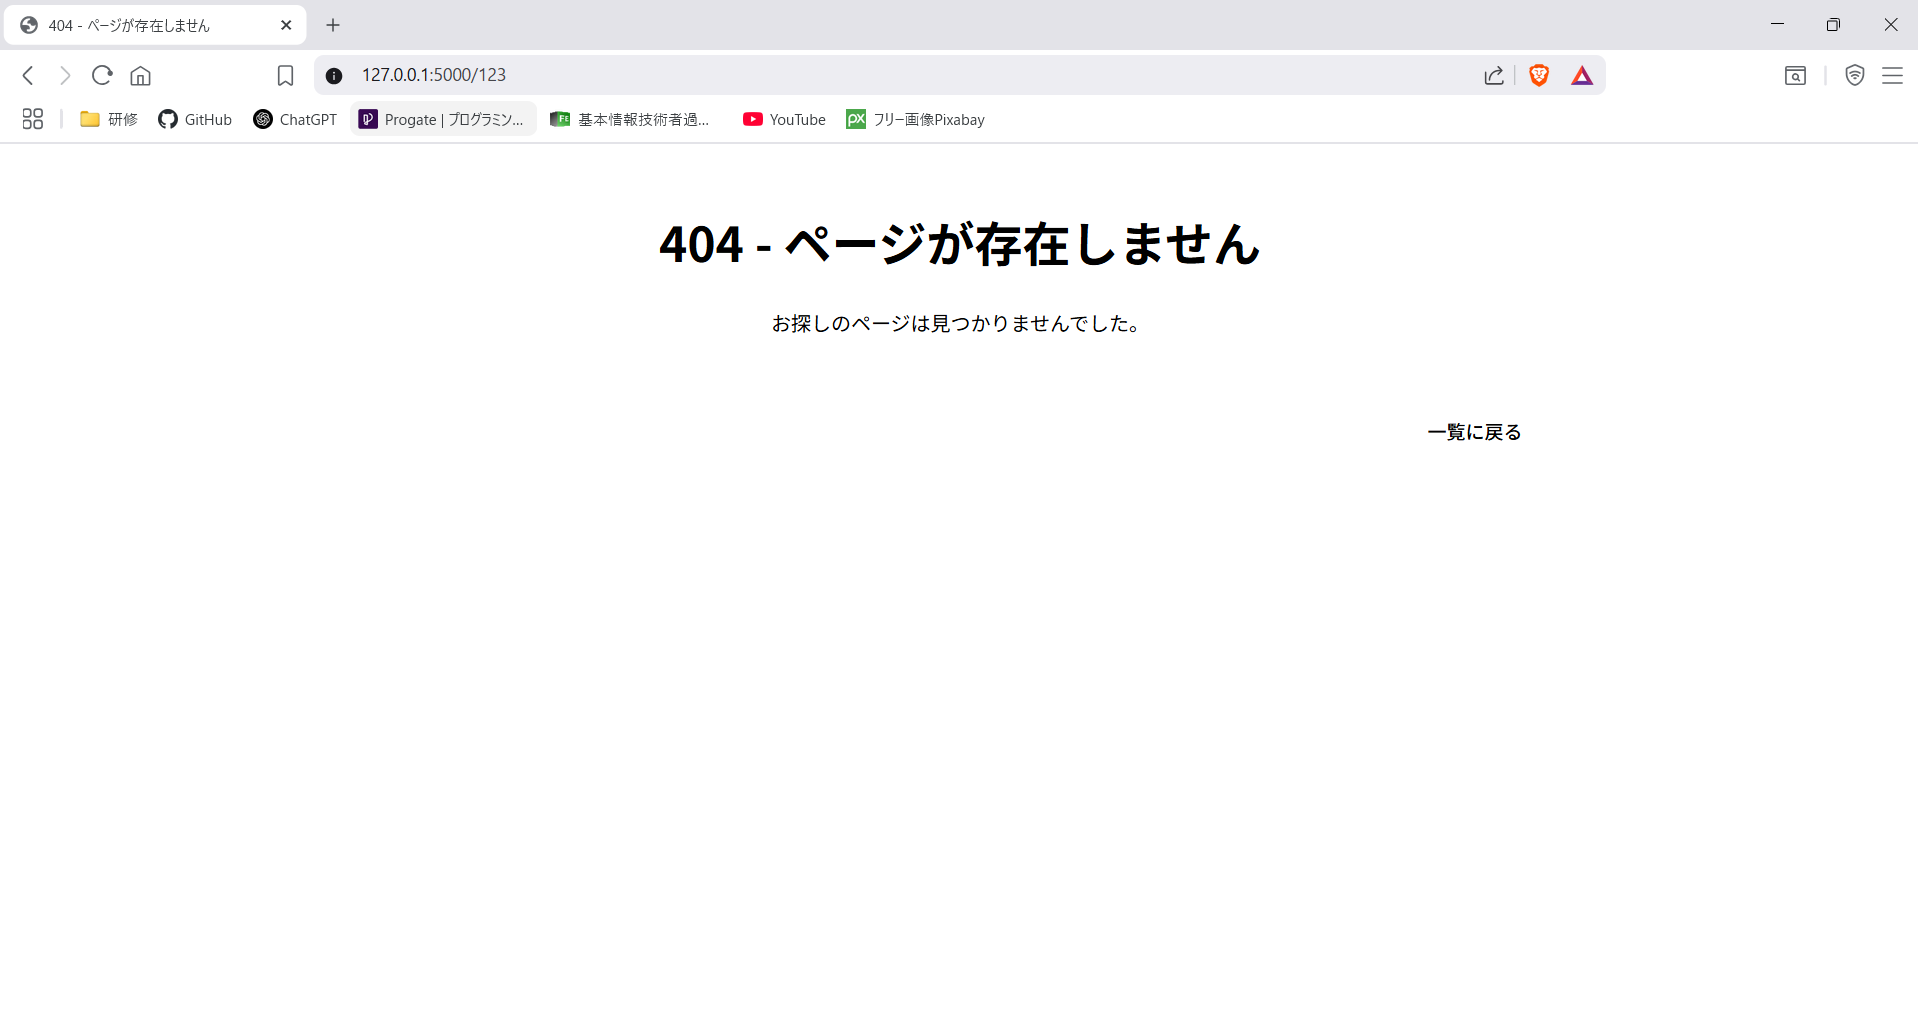 404 - ページが存在しません
127.0.0.1:5000/123
研修 GitHub ChatGPT Progate | プログラミン... 基本情報技術者過... YouTube フリー画像Pixabay
404 - ページが存在しません
お探しのページは見つかりませんでした。
一覧に戻る